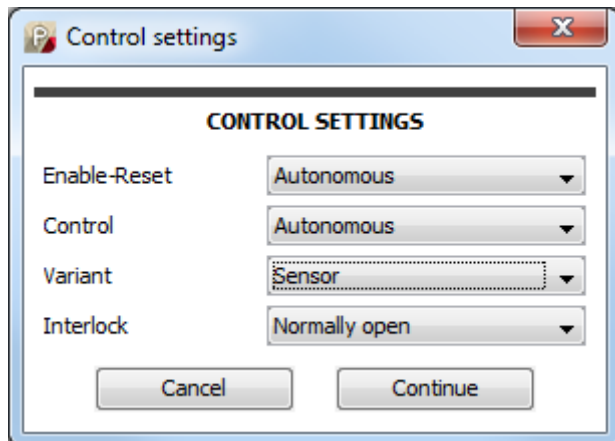 Control settings
CONTROL SETTINGS
Enable-Reset Autonomous
Control Autonomous
Variant Sensor
Interlock Normally open
Cancel Continue